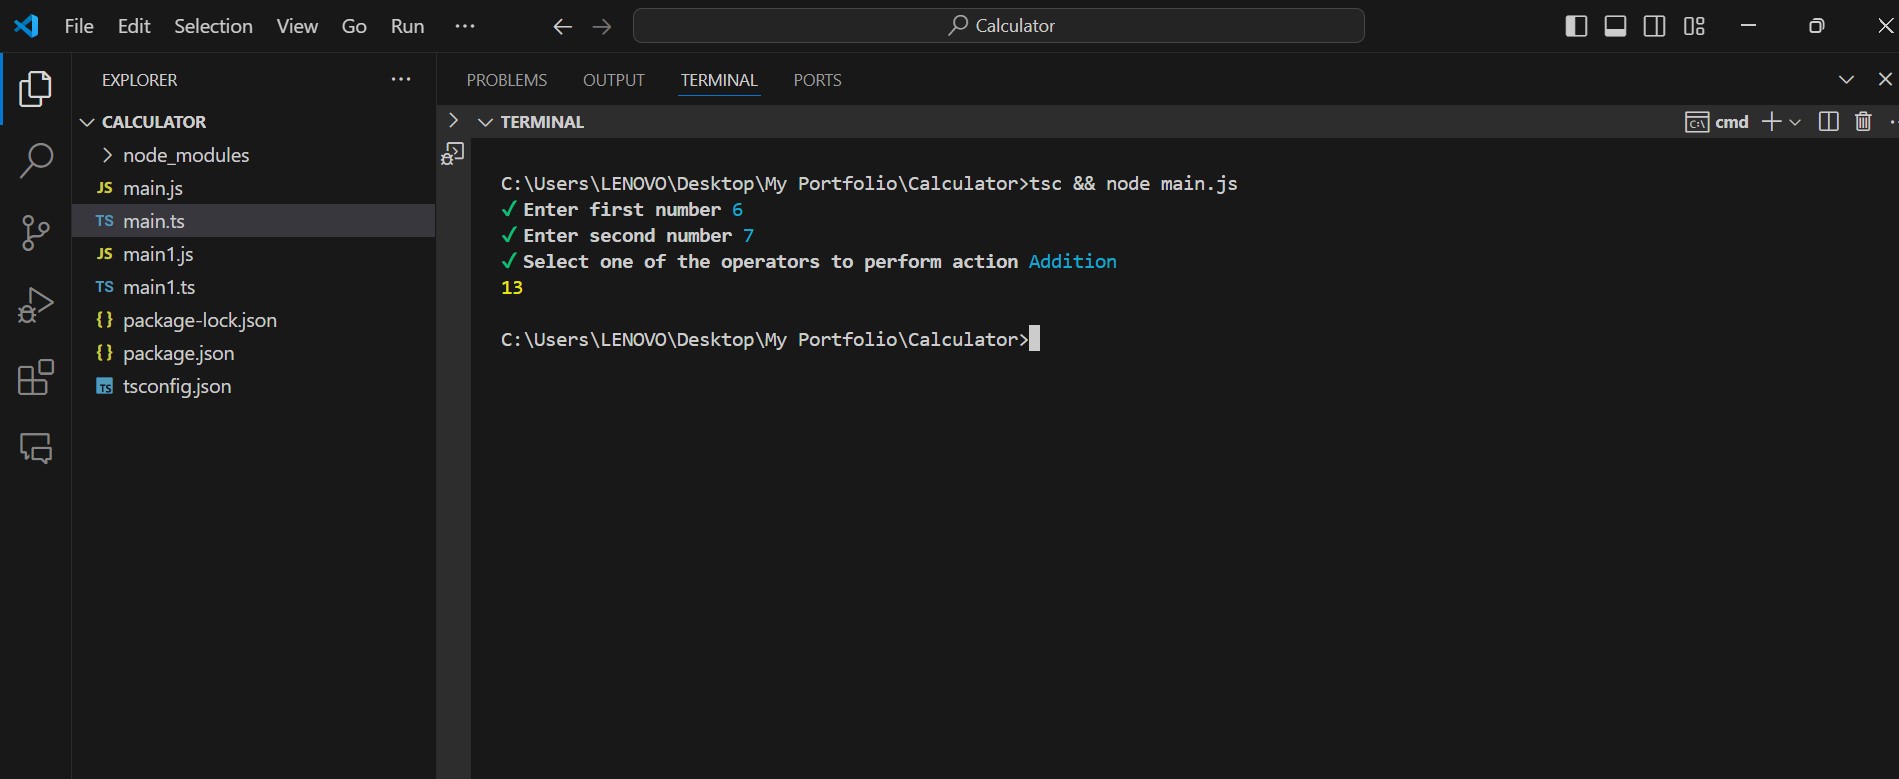 File Edit Selection View Go Run ···
Calculator
EXPLORER ···
CALCULATOR
node_modules
JS main.js
TS main.ts
JS main1.js
TS main1.ts
{} package-lock.json
{} package.json
TS tsconfig.json
PROBLEMS OUTPUT TERMINAL PORTS
TERMINAL
cmd
C:\Users\LENOVO\Desktop\My Portfolio\Calculator>tsc && node main.js
✓ Enter first number 6
✓ Enter second number 7
✓ Select one of the operators to perform action Addition
13
C:\Users\LENOVO\Desktop\My Portfolio\Calculator>